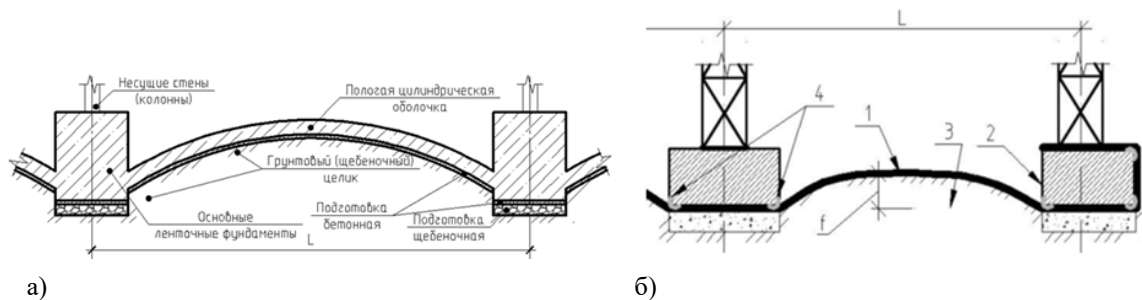 Несущие стены
(колонны)
Пологая цилиндрическая
оболочка
Грунтовый (щебеночный)
целик
Основные
ленточные фундаменты
Подготовка
бетонная
Подготовка
щебеночная
L
а)
L
4
1
3
2
f
б)